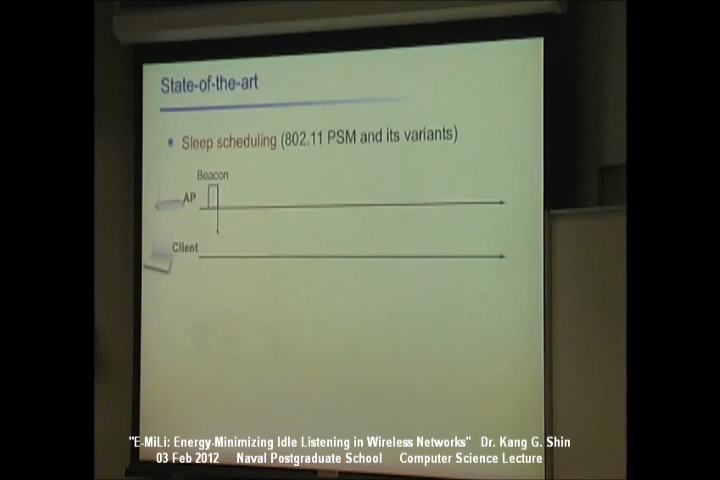 State-of-the-art
• Sleep scheduling (802.11 PSM and its variants)
Beacon
AP
Client
"E-MiLi: Energy-Minimizing Idle Listening in Wireless Networks" Dr. Kang G. Shin
03 Feb 2012 Naval Postgraduate School Computer Science Lecture